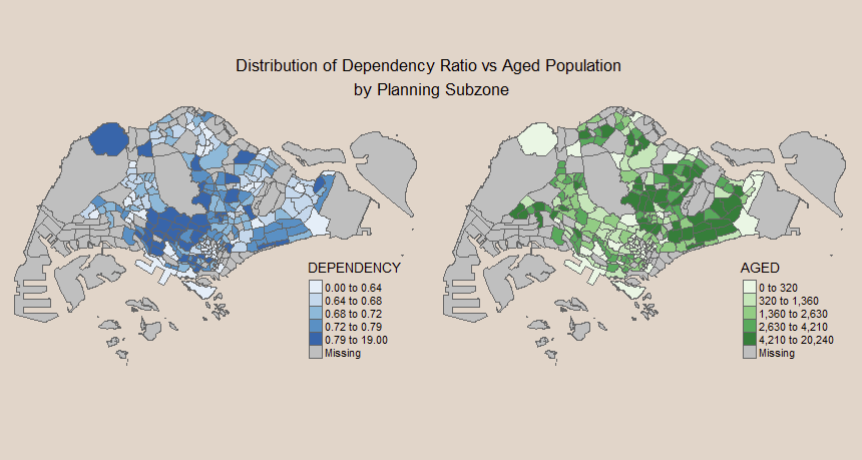 Distribution of Dependency Ratio vs Aged Population
by Planning Subzone
DEPENDENCY
0.00 to 0.64
0.64 to 0.68
0.68 to 0.72
0.72 to 0.79
0.79 to 19.00
Missing
AGED
0 to 320
320 to 1,360
1,360 to 2,630
2,630 to 4,210
4,210 to 20,240
Missing